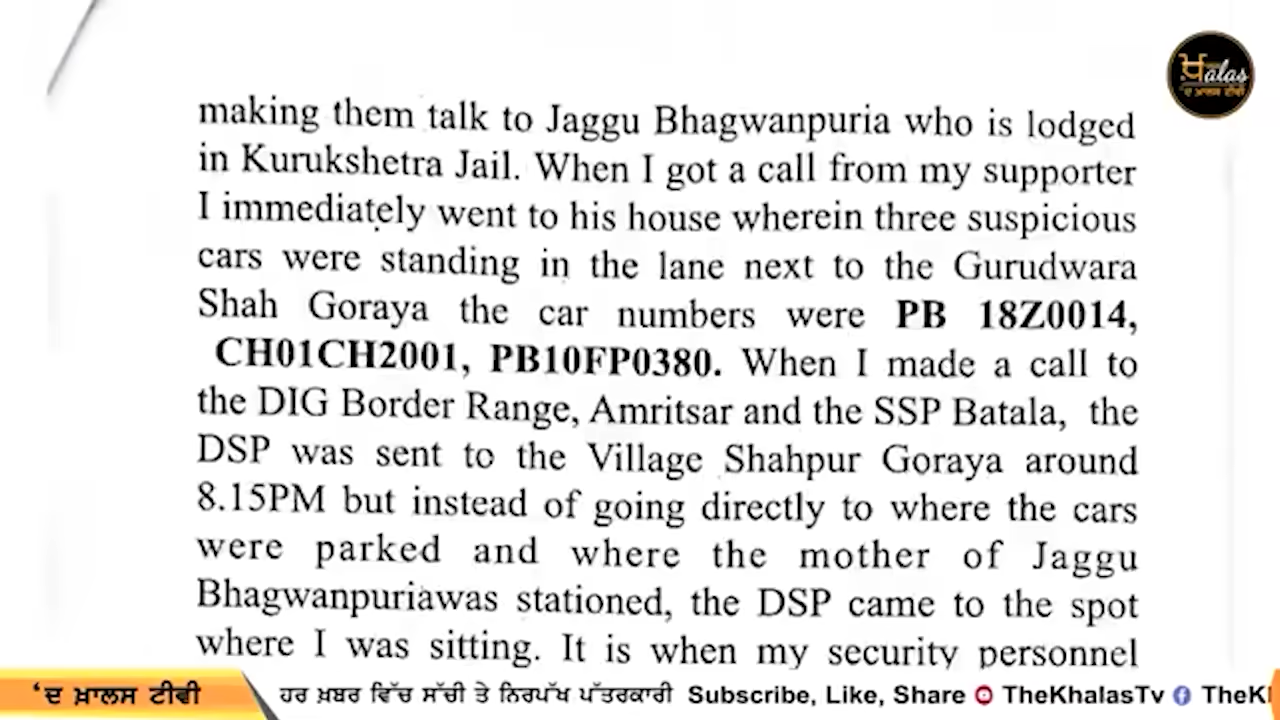 ਖ਼alas
'ਦ ਖ਼ਾਲਸ ਟੀਵੀ
making them talk to Jaggu Bhagwanpuria who is lodged
in Kurukshetra Jail. When I got a call from my supporter
I immediately went to his house wherein three suspicious
cars were standing in the lane next to the Gurudwara
Shah Goraya the car numbers were PB 18Z0014,
CH01CH2001, PB10FP0380. When I made a call to
the DIG Border Range, Amritsar and the SSP Batala, the
DSP was sent to the Village Shahpur Goraya around
8.15PM but instead of going directly to where the cars
were parked and where the mother of Jaggu
Bhagwanpuriawas stationed, the DSP came to the spot
where I was sitting. It is when my security personnel
‘ਦ ਖ਼ਾਲਸ ਟੀਵੀ ਹਰ ਖ਼ਬਰ ਵਿੱਚ ਸੱਚੀ ਤੇ ਨਿਰਪੱਖ ਪੱਤਰਕਾਰੀ Subscribe, Like, Share TheKhalasTv